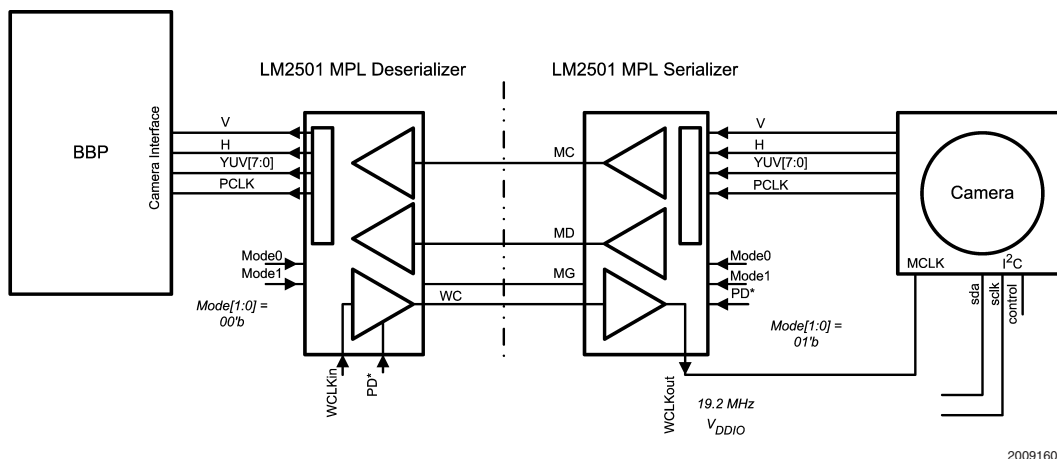 LM2501 MPL Deserializer
LM2501 MPL Serializer
BBP
Camera Interface
V
H
YUV[7:0]
PCLK
Mode0
Mode1
Mode[1:0] =
00'b
WCLKin
PD*
MC
MD
MG
WC
V
H
YUV[7:0]
PCLK
Mode0
Mode1
PD*
Mode[1:0] =
01'b
WCLKout
19.2 MHz
VDDIO
Camera
MCLK
I²C
sda
sclk
control
2009160